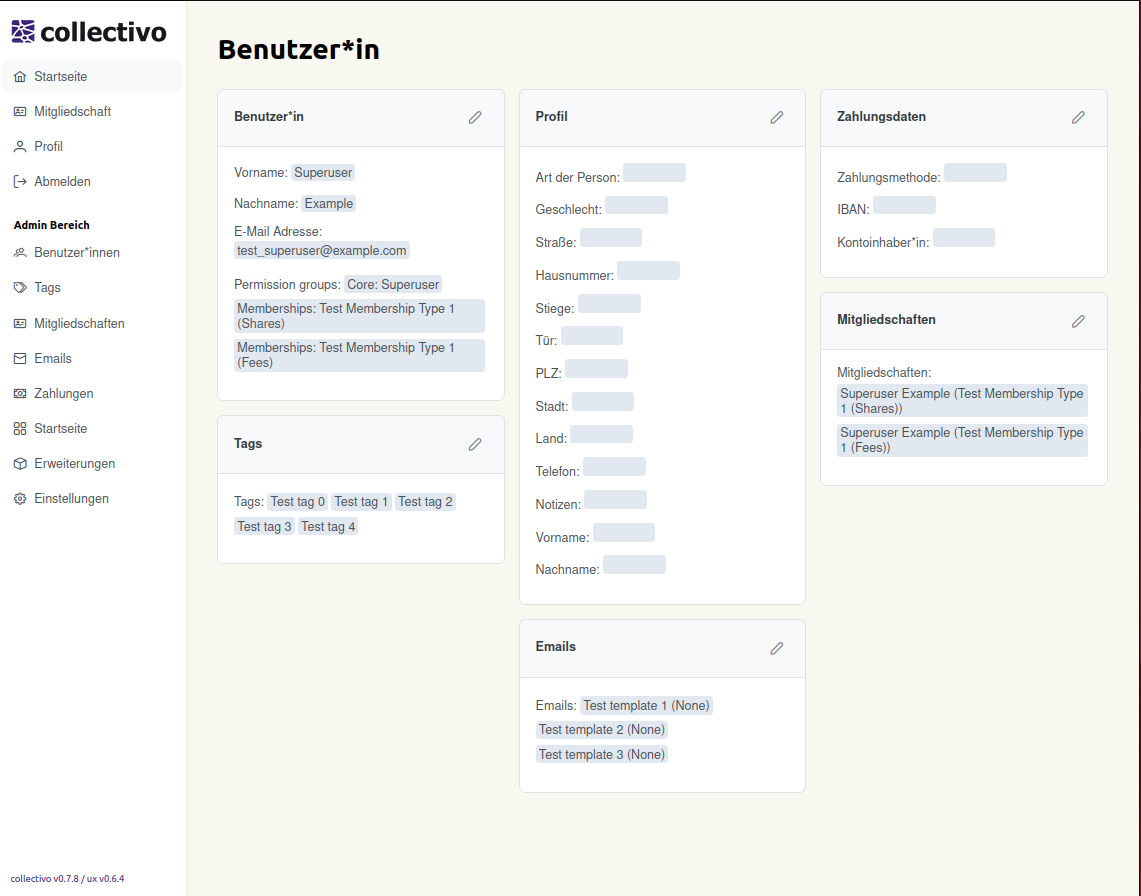 collectivo
Startseite
Mitgliedschaft
Profil
Abmelden
Admin Bereich
Benutzer*innen
Tags
Mitgliedschaften
Emails
Zahlungen
Startseite
Erweiterungen
Einstellungen
collectivo v0.7.8 / ux v0.6.4
Benutzer*in
Benutzer*in
Vorname: Superuser
Nachname: Example
E-Mail Adresse:
test_superuser@example.com
Permission groups: Core: Superuser
Memberships: Test Membership Type 1
(Shares)
Memberships: Test Membership Type 1
(Fees)
Tags
Tags: Test tag 0 Test tag 1 Test tag 2
Test tag 3 Test tag 4
Profil
Art der Person:
Geschlecht:
Straße:
Hausnummer:
Stiege:
Tür:
PLZ:
Stadt:
Land:
Telefon:
Notizen:
Vorname:
Nachname:
Emails
Emails: Test template 1 (None)
Test template 2 (None)
Test template 3 (None)
Zahlungsdaten
Zahlungsmethode:
IBAN:
Kontoinhaber*in:
Mitgliedschaften
Mitgliedschaften:
Superuser Example (Test Membership Type
1 (Shares))
Superuser Example (Test Membership Type
1 (Fees))